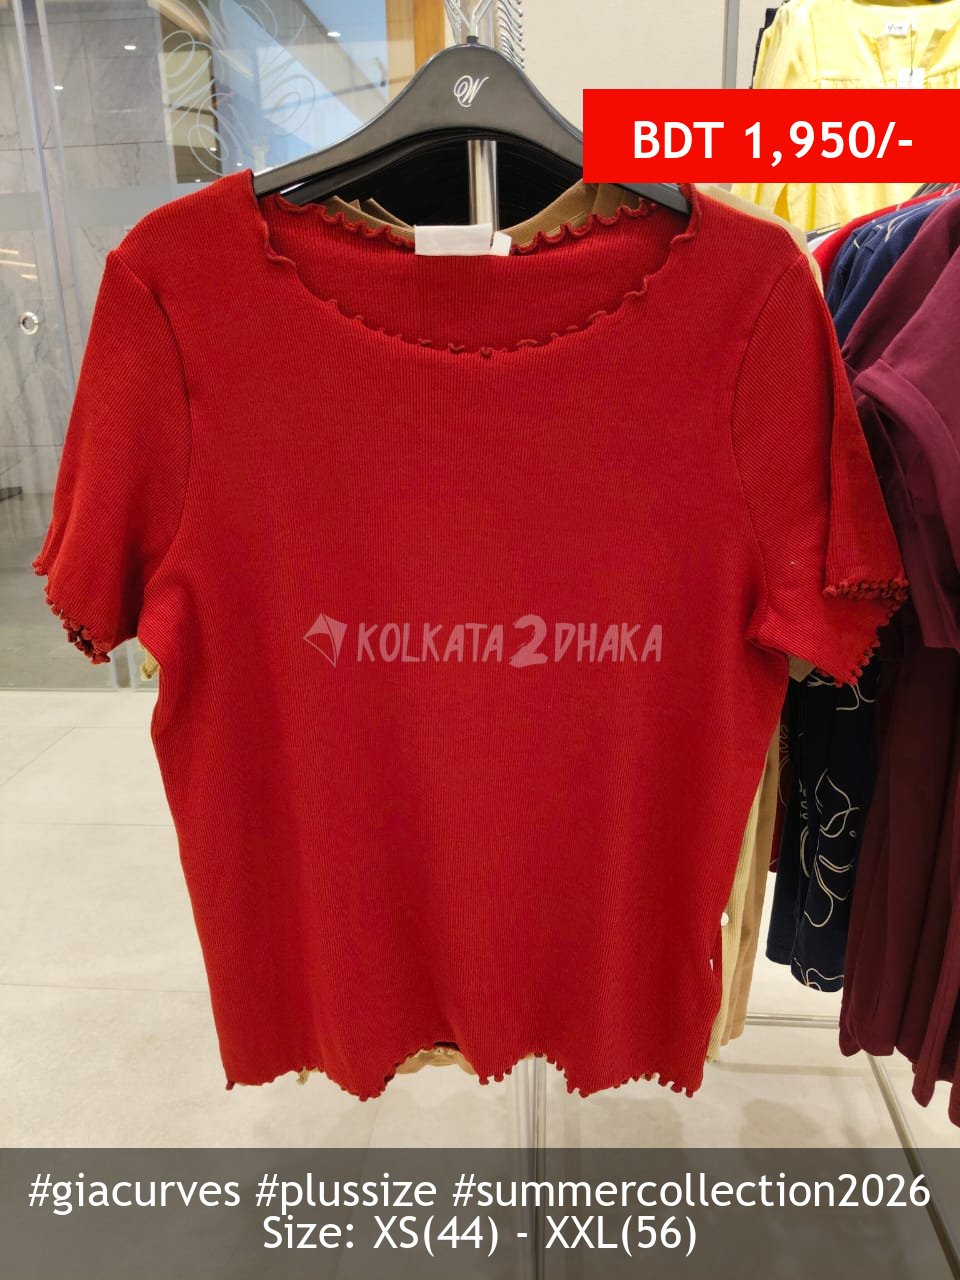 W
BDT 1,950/-
KOLKATA2DHAKA
#giacurves #plussize #summercollection2026
Size: XS(44) - XXL(56)